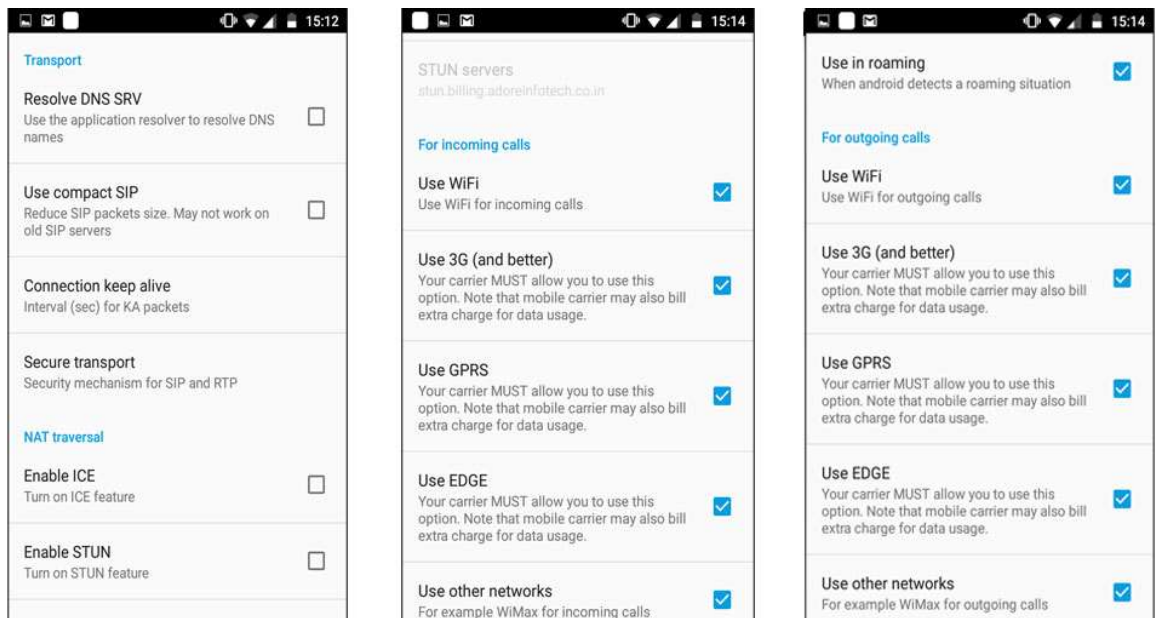 15:12
Transport
Resolve DNS SRV
Use the application resolver to resolve DNS
names
Use compact SIP
Reduce SIP packets size. May not work on
old SIP servers
Connection keep alive
Interval (sec) for KA packets
Secure transport
Security mechanism for SIP and RTP
NAT traversal
Enable ICE
Turn on ICE feature
Enable STUN
Turn on STUN feature
15:14
STUN servers
stun.billing.adoreinfotech.co.in
For incoming calls
Use WiFi
Use WiFi for incoming calls
Use 3G (and better)
Your carrier MUST allow you to use this
option. Note that mobile carrier may also bill
extra charge for data usage.
Use GPRS
Your carrier MUST allow you to use this
option. Note that mobile carrier may also bill
extra charge for data usage.
Use EDGE
Your carrier MUST allow you to use this
option. Note that mobile carrier may also bill
extra charge for data usage.
Use other networks
For example WiMax for incoming calls
15:14
Use in roaming
When android detects a roaming situation
For outgoing calls
Use WiFi
Use WiFi for outgoing calls
Use 3G (and better)
Your carrier MUST allow you to use this
option. Note that mobile carrier may also bill
extra charge for data usage.
Use GPRS
Your carrier MUST allow you to use this
option. Note that mobile carrier may also bill
extra charge for data usage.
Use EDGE
Your carrier MUST allow you to use this
option. Note that mobile carrier may also bill
extra charge for data usage.
Use other networks
For example WiMax for outgoing calls